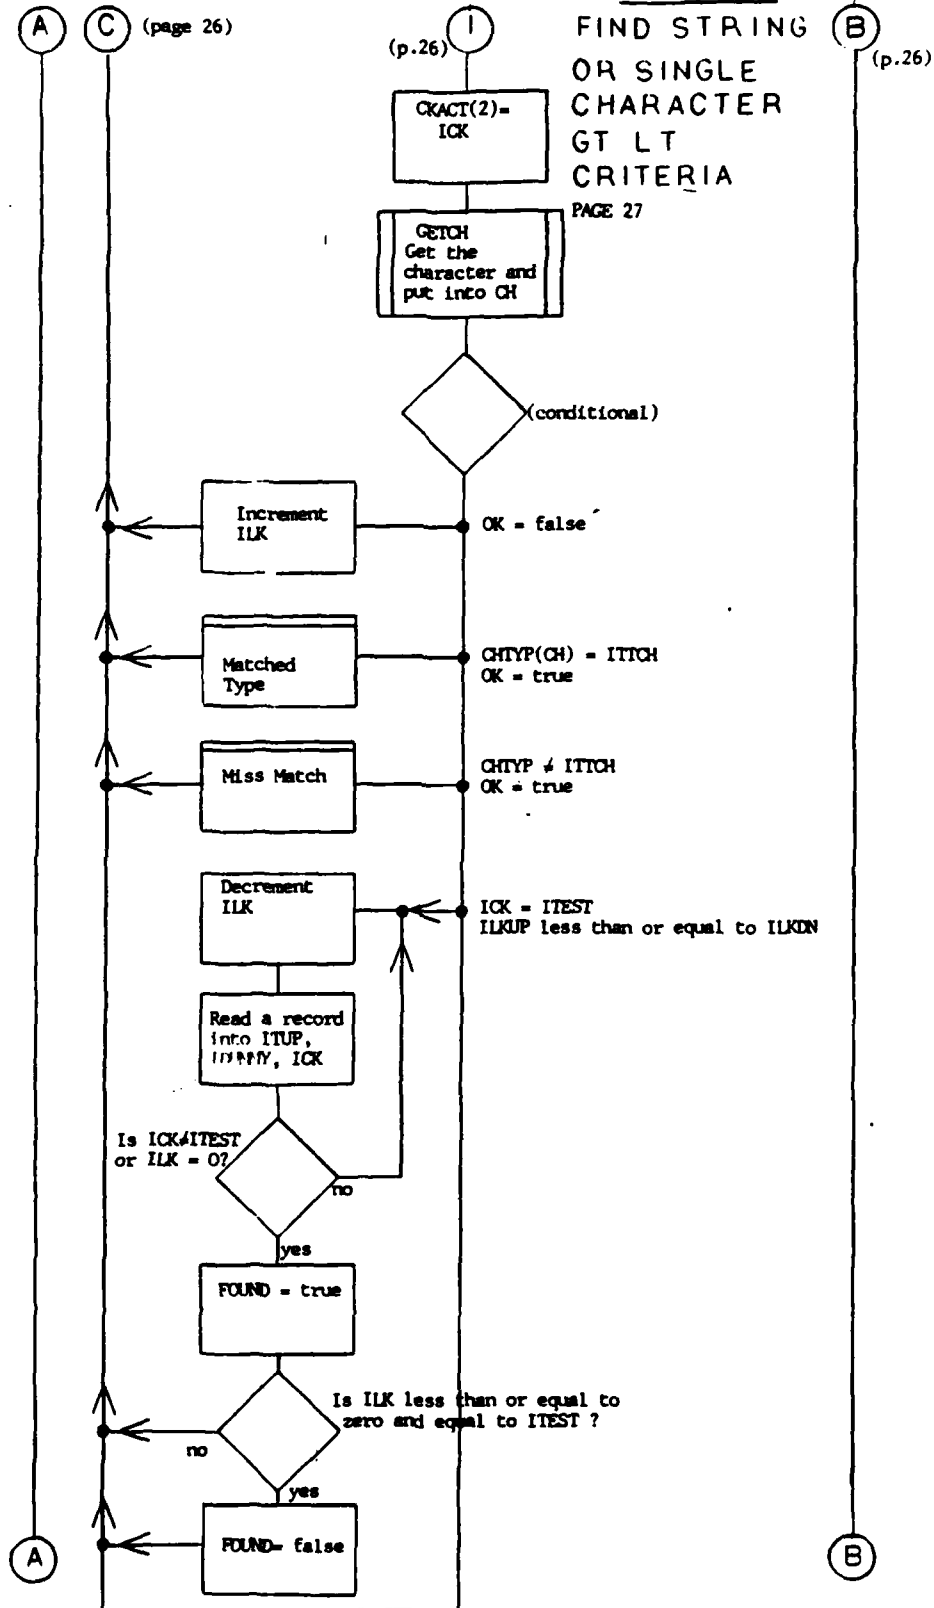 A
C
(page 26)
(p.26)
1
FIND STRING
OR SINGLE
CHARACTER
GT LT
CRITERIA
PAGE 27
B
(p.26)
CKACT(2)=
ICK
GETCH
Get the
character and
put into CH
(conditional)
Increment
ILK
OK = false
Matched
Type
CHTYP(CH) = ITTCH
OK = true
Miss Match
CHTYP ≠ ITTCH
OK = true
Decrement
ILK
ICK = ITEST
ILKUP less than or equal to ILKDN
Read a record
into ITUP,
ICK
Is ICK≠ITEST
or ILK = 0?
no
yes
FOUND = true
Is ILK less than or equal to
zero and equal to ITEST ?
no
yes
FOUND= false
A
B